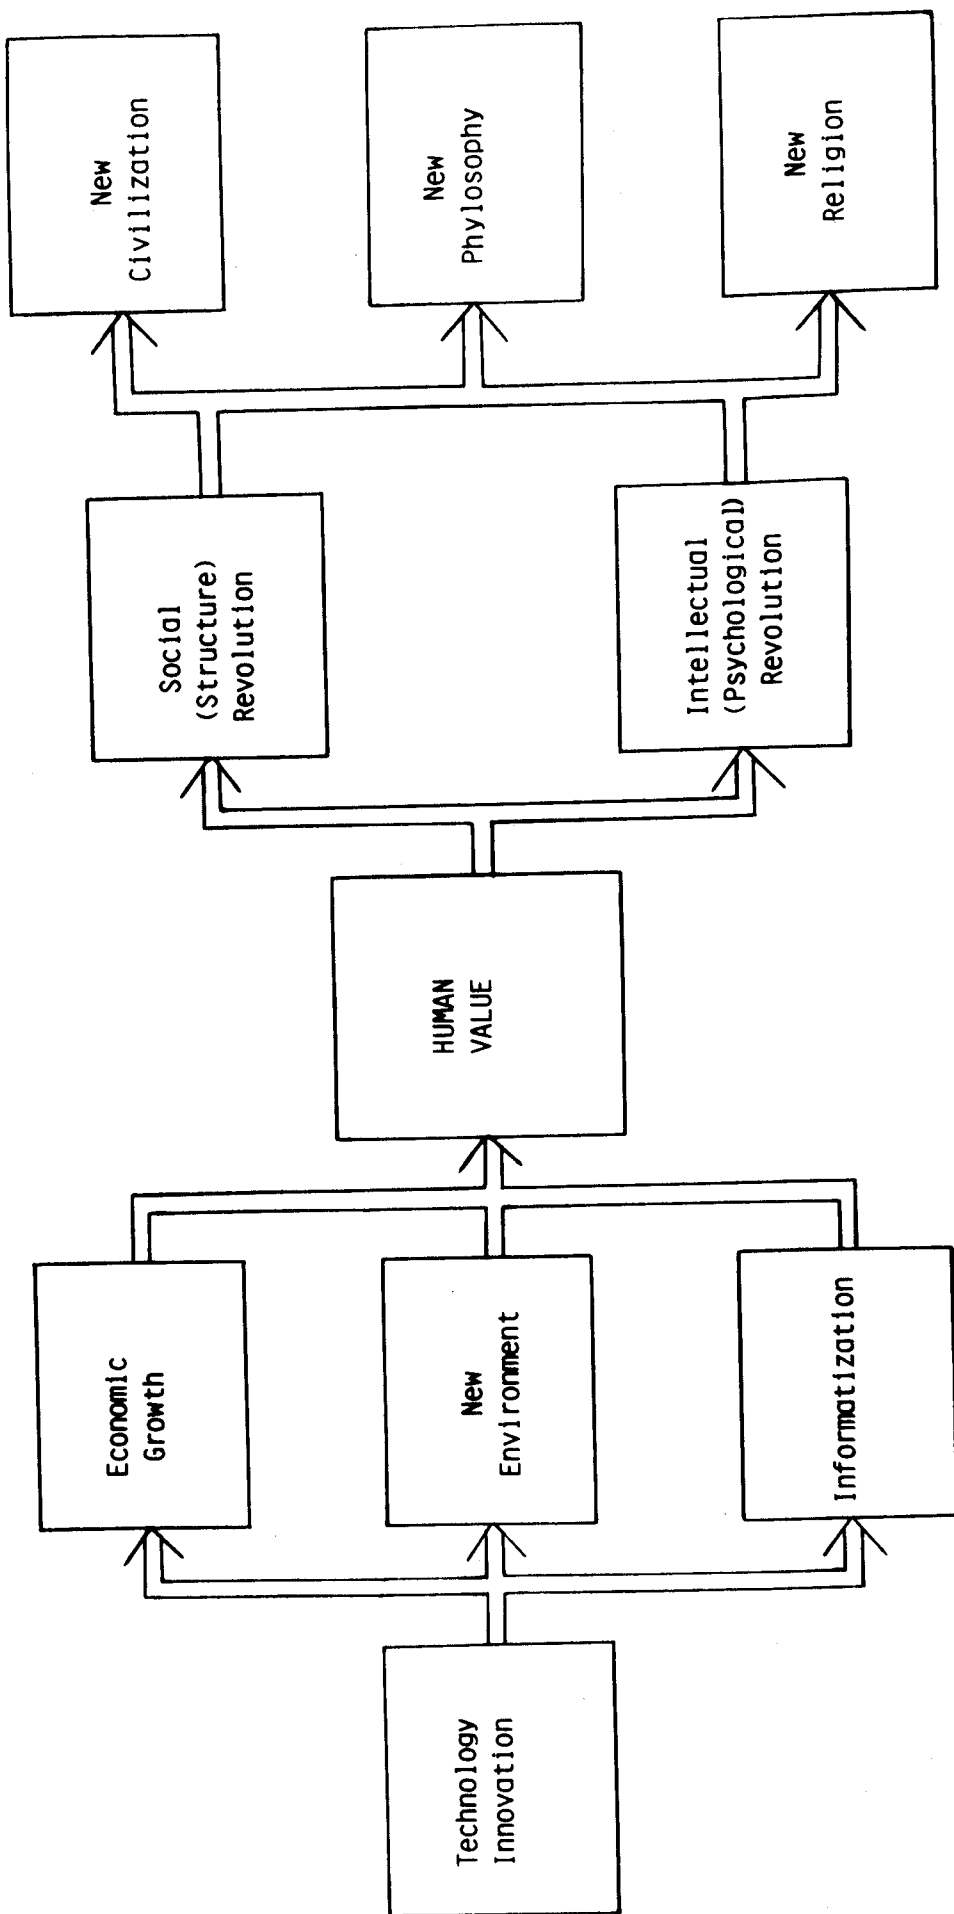 Technology
Innovation
Economic
Growth
New
Environment
Informatization
HUMAN
VALUE
Social
(Structure)
Revolution
Intellectual
(Psychological)
Revolution
New
Civilization
New
Phylosophy
New
Religion